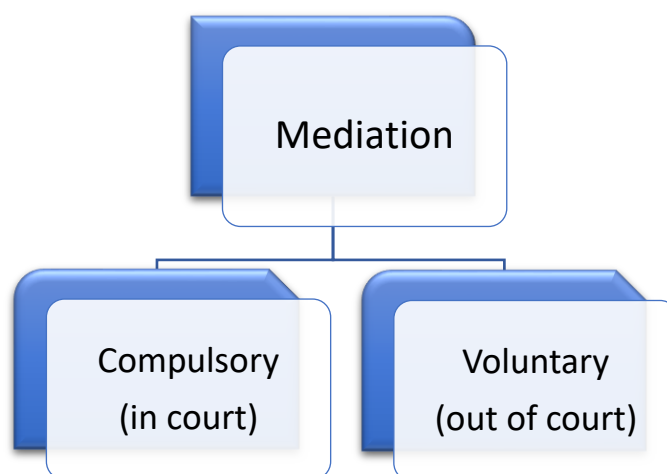 Mediation
Compulsory
(in court)
Voluntary
(out of court)